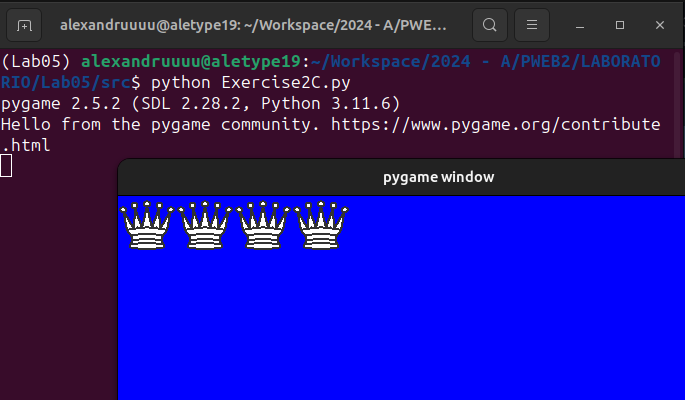 alexandruuuu@aletype19: ~/Workspace/2024 - A/PWE...
(Lab05) alexandruuuu@aletype19:~/Workspace/2024 - A/PWEB2/LABORATO
RIO/Lab05/src$ python Exercise2C.py
pygame 2.5.2 (SDL 2.28.2, Python 3.11.6)
Hello from the pygame community. https://www.pygame.org/contribute
.html
pygame window